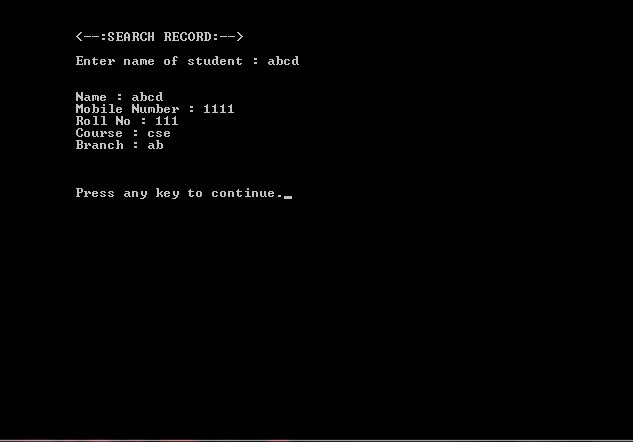 <--:SEARCH RECORD:-->
Enter name of student : abcd
Name : abcd
Mobile Number : 1111
Roll No : 111
Course : cse
Branch : ab
Press any key to continue._